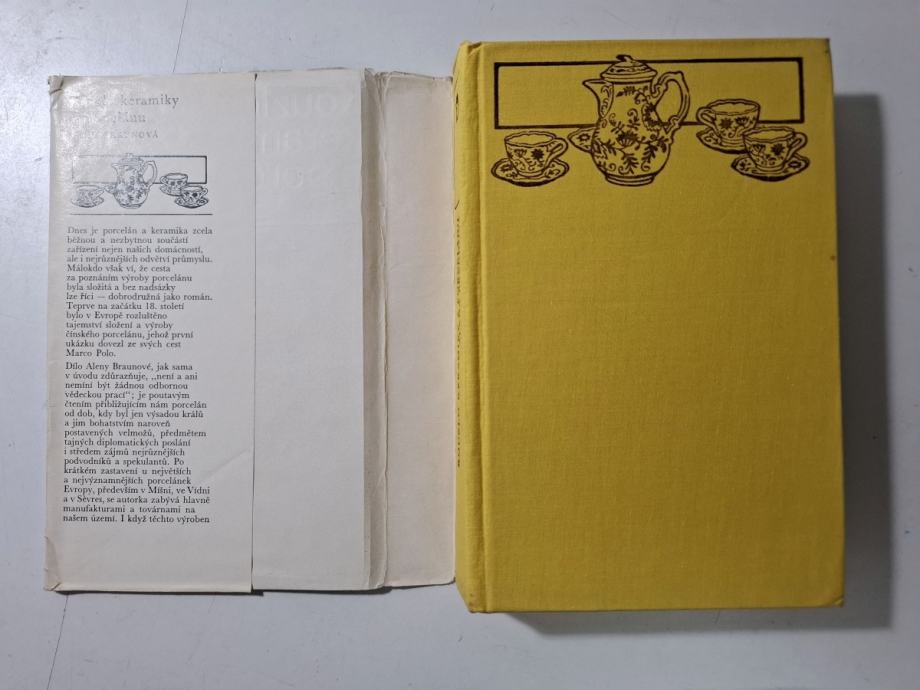 keramiky
Dnes je porcelán a keramika zcela
běžnou a nezbytnou součástí
zařízení nejen našich domácností,
ale i nejrůznějších odvětví průmyslu.
Málokdo však ví, že cesta
za poznáním výroby porcelánu
byla složitá a bez nadsázky
lze říci — dobrodružná jako román.
Teprve na začátku 18. století
bylo v Evropě rozluštěno
tajemství složení a výroby
čínského porcelánu, jehož první
ukázku dovezl ze svých cest
Marco Polo.
Dílo Aleny Braunové, jak sama
v úvodu zdůrazňuje, „není a ani
nemíní být žádnou odbornou
vědeckou prací“; je poutavým
čtením přibližujícím nám porcelán
od dob, kdy byl jen výsadou králů
a jim bohatstvím naroveň
postavených velmožů, předmětem
tajných diplomatických poslání
i středem zájmů nejrůznějších
podvodníků a spekulantů. Po
krátkém zastavení u největších
a nejvýznamnějších porcelánek
Evropy, především v Míšni, ve Vídni
a v Sèvres, se autorka zabývá hlavně
manufakturami a továrnami na
našem území. I když těchto výroben